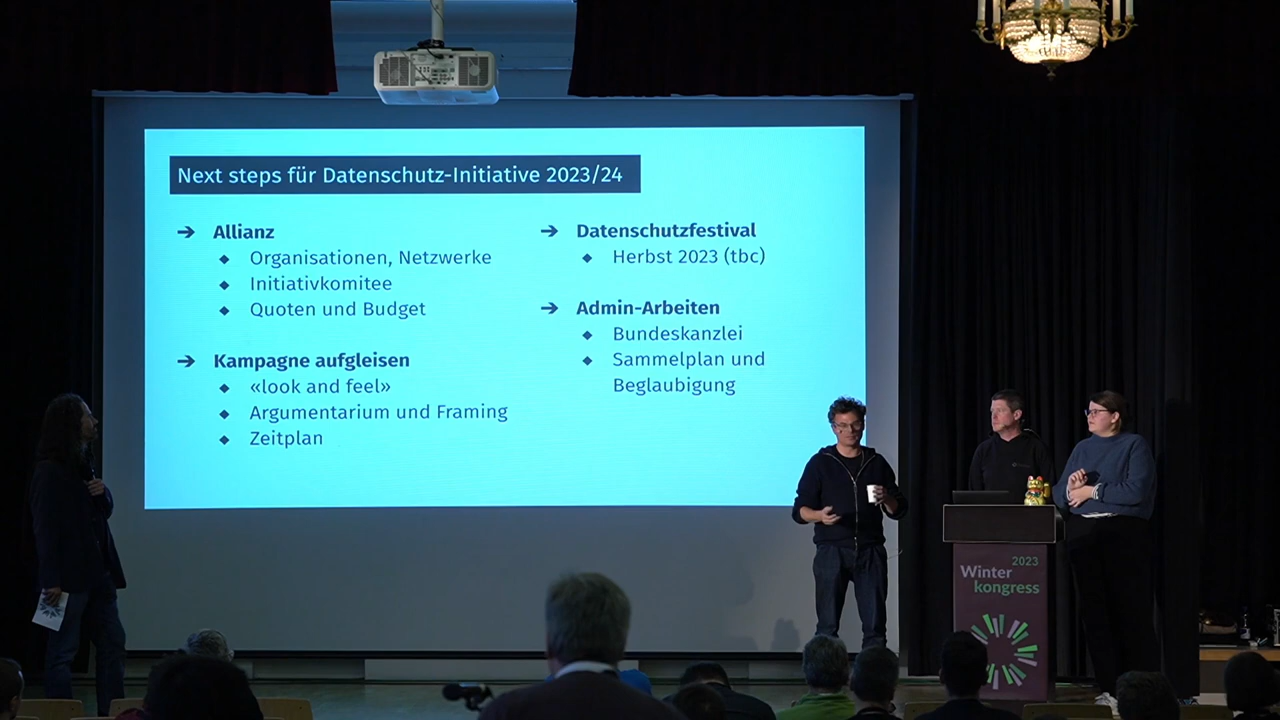 Next steps für Datenschutz-Initiative 2023/24
➔ Allianz
◆ Organisationen, Netzwerke
◆ Initiativkomitee
◆ Quoten und Budget
➔ Kampagne aufgleisen
◆ «look and feel»
◆ Argumentarium und Framing
◆ Zeitplan
➔ Datenschutzfestival
◆ Herbst 2023 (tbc)
➔ Admin-Arbeiten
◆ Bundeskanzlei
◆ Sammelplan und
Beglaubigung
2023
Winter
kongress